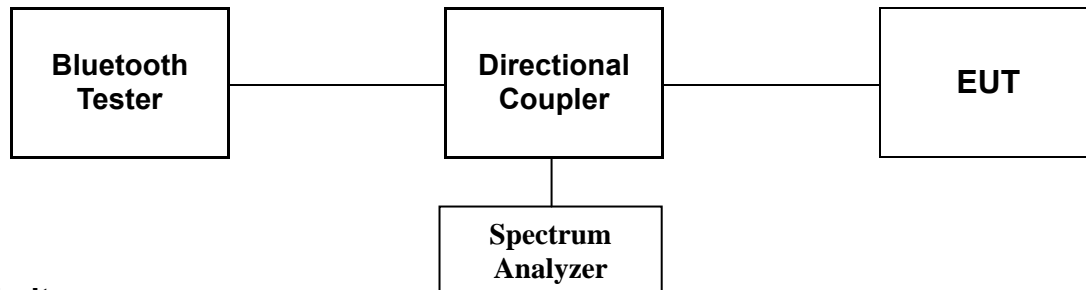 Bluetooth
Tester
Directional
Coupler
EUT
Spectrum
Analyzer